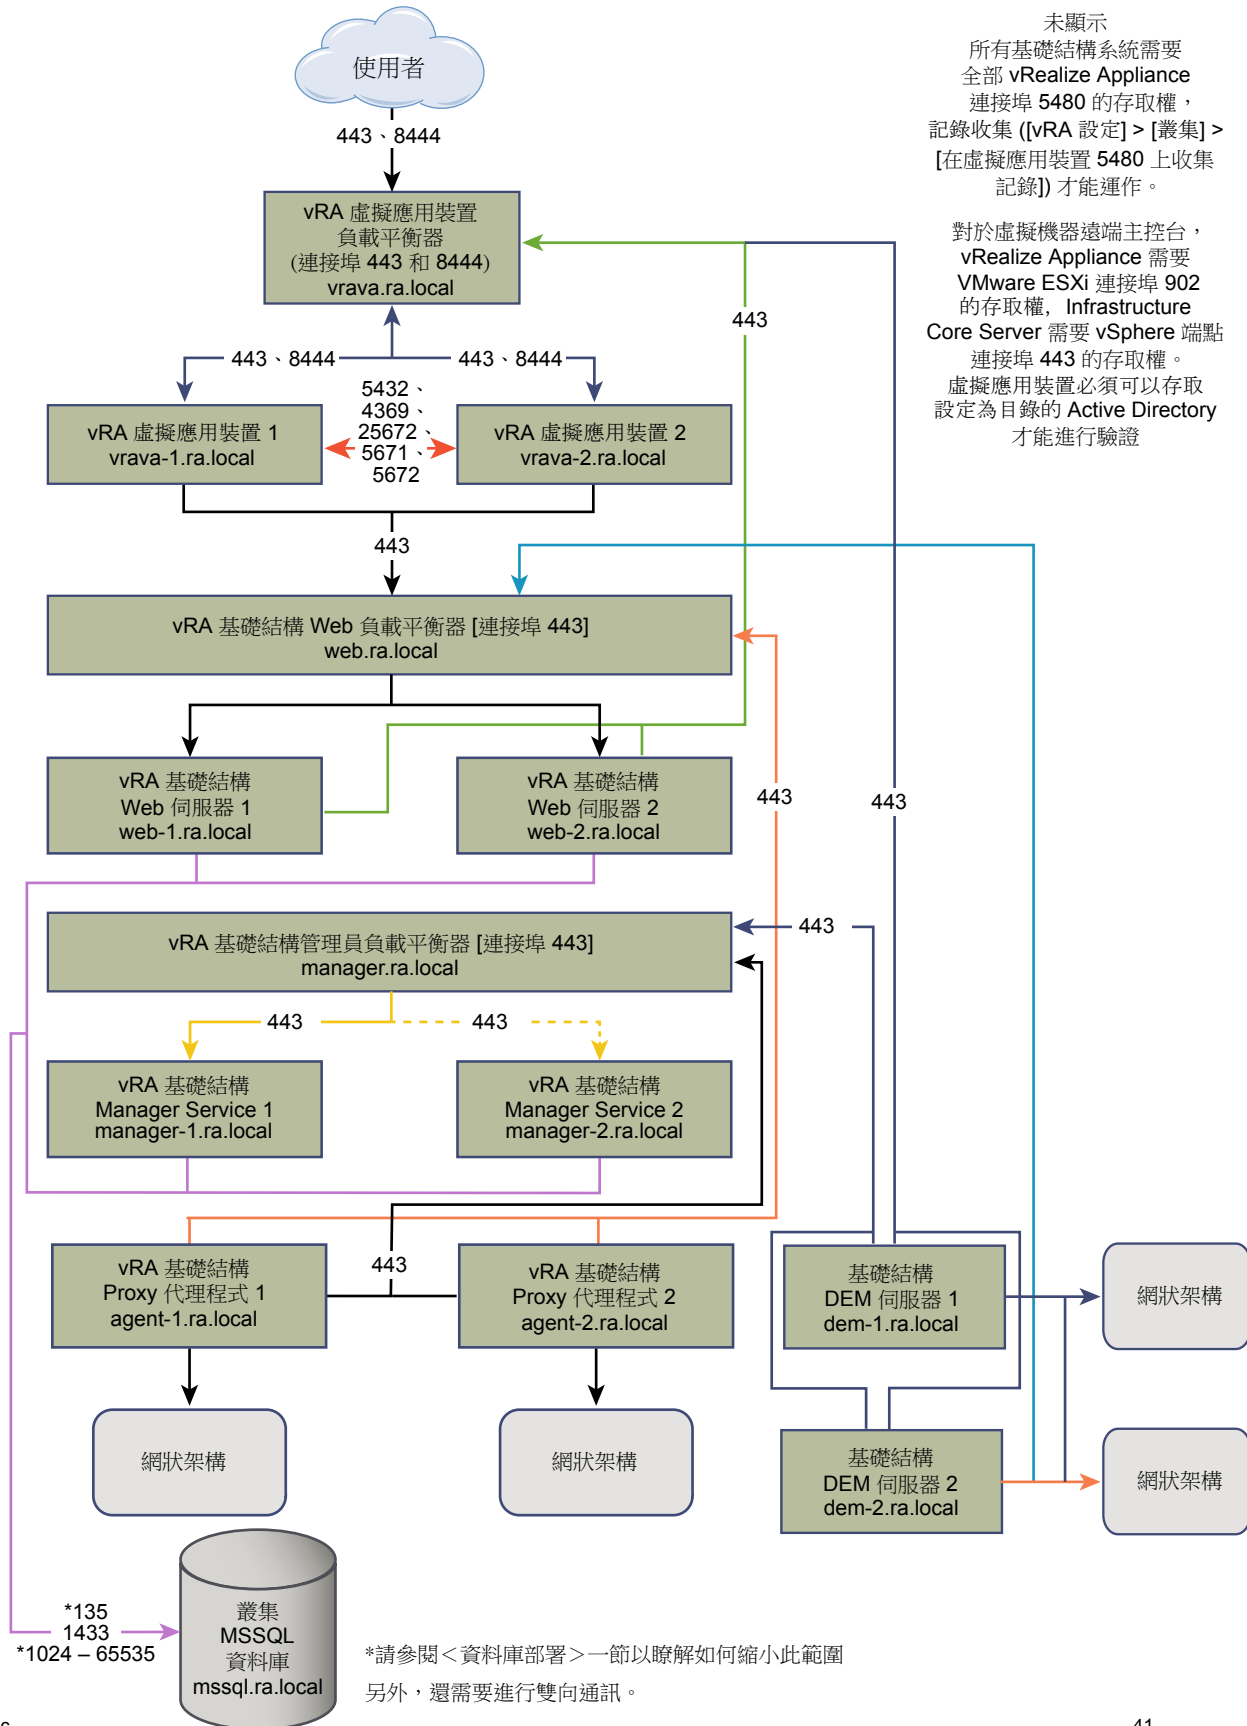 使用者
443、8444
vRA 虛擬應用裝置
負載平衡器
(連接埠 443 和 8444)
vrava.ra.local
未顯示
所有基礎結構系統需要
全部 vRealize Appliance
連接埠 5480 的存取權，
記錄收集 ([vRA 設定] > [叢集] >
[在虛擬應用裝置 5480 上收集
記錄]) 才能運作。
對於虛擬機器遠端主控台，
vRealize Appliance 需要
VMware ESXi 連接埠 902
的存取權，Infrastructure
Core Server 需要 vSphere 端點
連接埠 443 的存取權。
虛擬應用裝置必須可以存取
設定為目錄的 Active Directory
才能進行驗證
443
443、8444
443、8444
5432、
4369、
25672、
5671、
5672
vRA 虛擬應用裝置 1
vrava-1.ra.local
vRA 虛擬應用裝置 2
vrava-2.ra.local
443
vRA 基礎結構 Web 負載平衡器 [連接埠 443]
web.ra.local
vRA 基礎結構
Web 伺服器 1
web-1.ra.local
vRA 基礎結構
Web 伺服器 2
web-2.ra.local
443
443
vRA 基礎結構管理員負載平衡器 [連接埠 443]
manager.ra.local
443
443
443
vRA 基礎結構
Manager Service 1
manager-1.ra.local
vRA 基礎結構
Manager Service 2
manager-2.ra.local
vRA 基礎結構
Proxy 代理程式 1
agent-1.ra.local
443
vRA 基礎結構
Proxy 代理程式 2
agent-2.ra.local
基礎結構
DEM 伺服器 1
dem-1.ra.local
網狀架構
網狀架構
網狀架構
基礎結構
DEM 伺服器 2
dem-2.ra.local
網狀架構
*135
1433
*1024 – 65535
叢集
MSSQL
資料庫
mssql.ra.local
*請參閱＜資料庫部署＞一節以瞭解如何縮小此範圍
另外，還需要進行雙向通訊。